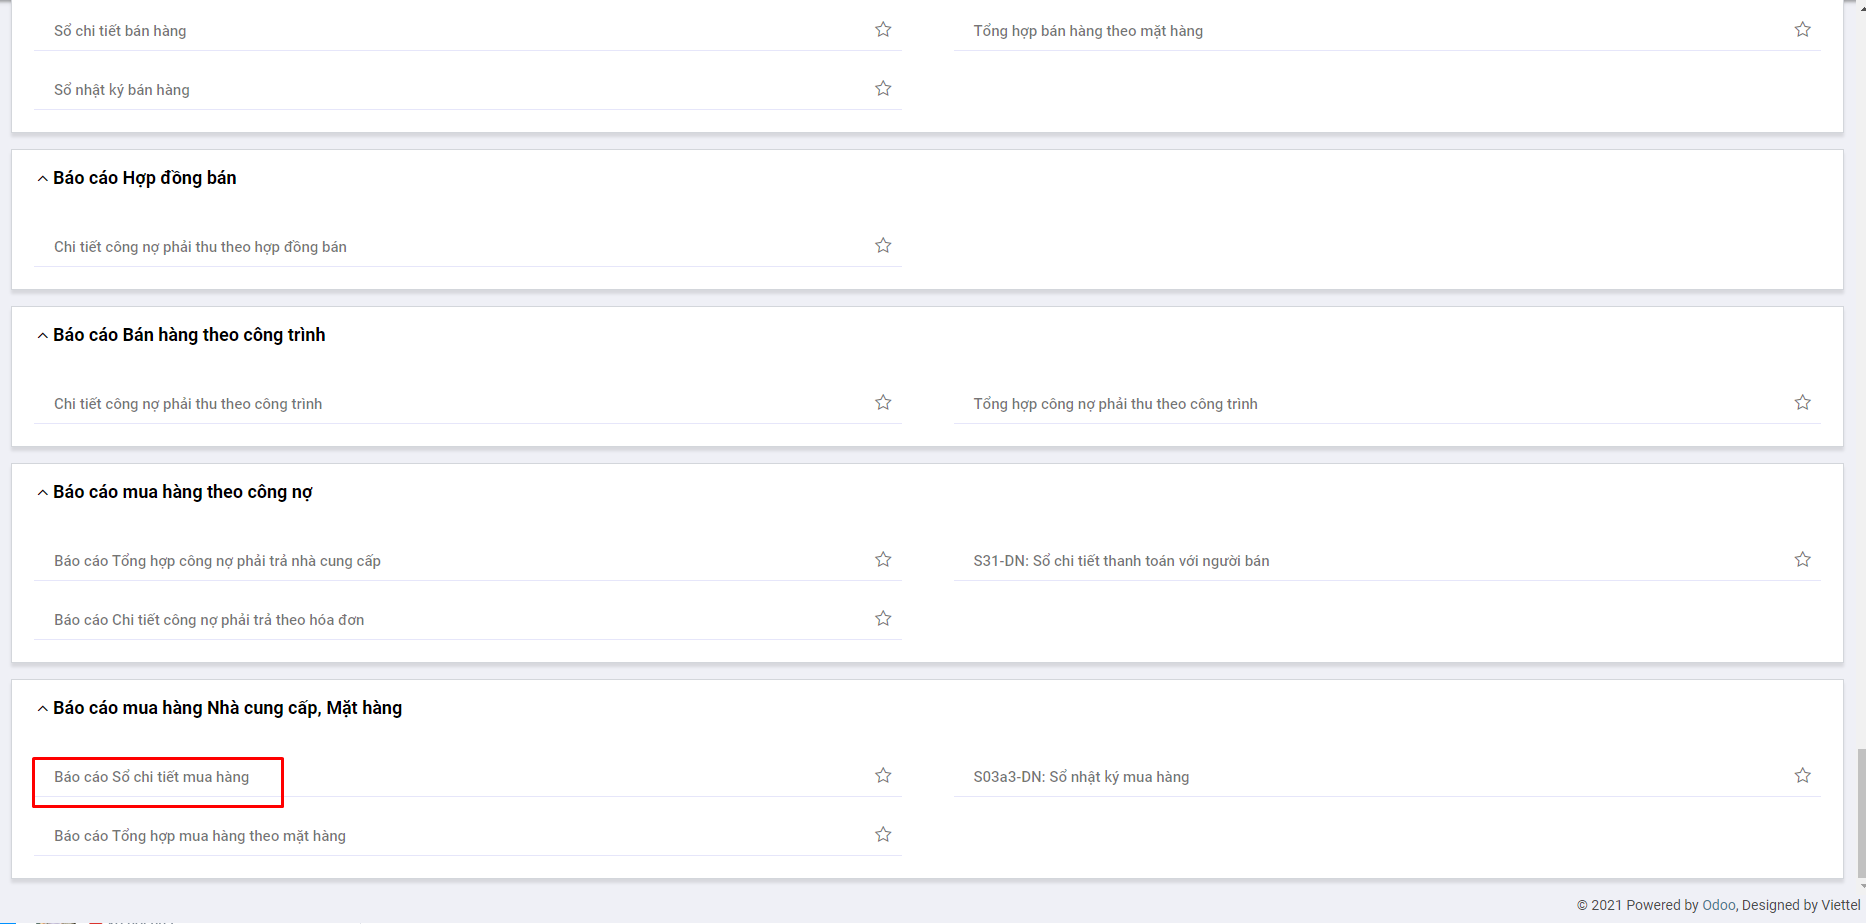 Sổ chi tiết bán hàng
Tổng hợp bán hàng theo mặt hàng
Sổ nhật ký bán hàng
Báo cáo Hợp đồng bán
Chi tiết công nợ phải thu theo hợp đồng bán
Báo cáo Bán hàng theo công trình
Chi tiết công nợ phải thu theo công trình
Tổng hợp công nợ phải thu theo công trình
Báo cáo mua hàng theo công nợ
Báo cáo Tổng hợp công nợ phải trả nhà cung cấp
S31-DN: Sổ chi tiết thanh toán với người bán
Báo cáo Chi tiết công nợ phải trả theo hóa đơn
Báo cáo mua hàng Nhà cung cấp, Mặt hàng
Báo cáo Sổ chi tiết mua hàng
S03a3-DN: Sổ nhật ký mua hàng
Báo cáo Tổng hợp mua hàng theo mặt hàng
© 2021 Powered by Odoo, Designed by Viettel